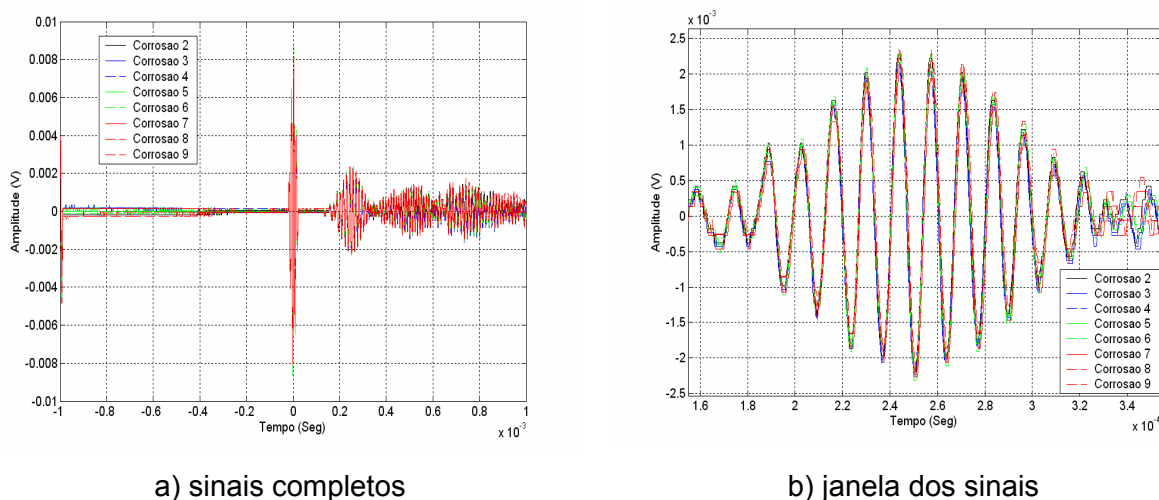 0.01
0.008
0.006
0.004
0.002
0
-0.002
-0.004
-0.006
-0.008
-0.01
Amplitude (V)
Corrosao 2
Corrosao 3
Corrosao 4
Corrosao 5
Corrosao 6
Corrosao 7
Corrosao 8
Corrosao 9
-1 -0.8 -0.6 -0.4 -0.2 0 0.2 0.4 0.6 0.8 1
Tempo (Seg)
x 10⁻³
a) sinais completos
x 10⁻³
2.5
2
1.5
1
0.5
0
-0.5
-1
-1.5
-2
-2.5
Amplitude (V)
Corrosao 2
Corrosao 3
Corrosao 4
Corrosao 5
Corrosao 6
Corrosao 7
Corrosao 8
Corrosao 9
1.6 1.8 2 2.2 2.4 2.6 2.8 3 3.2 3.4
Tempo (Seg)
x 10⁻⁴
b) janela dos sinais